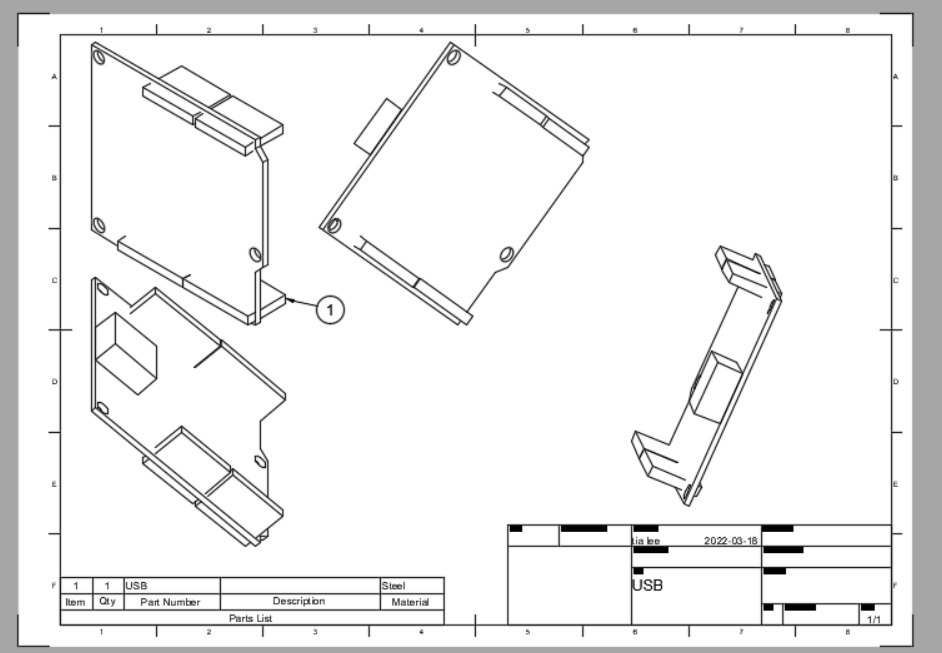 1 2 3 4 5 6 7 8
A A
B B
C C
1
D D
E E
tia lee 2022-03-18
F 1 1 USB Steel USB F
Item Qty Part Number Description Material
Parts List 1/1
1 2 3 4 5 6 7 8